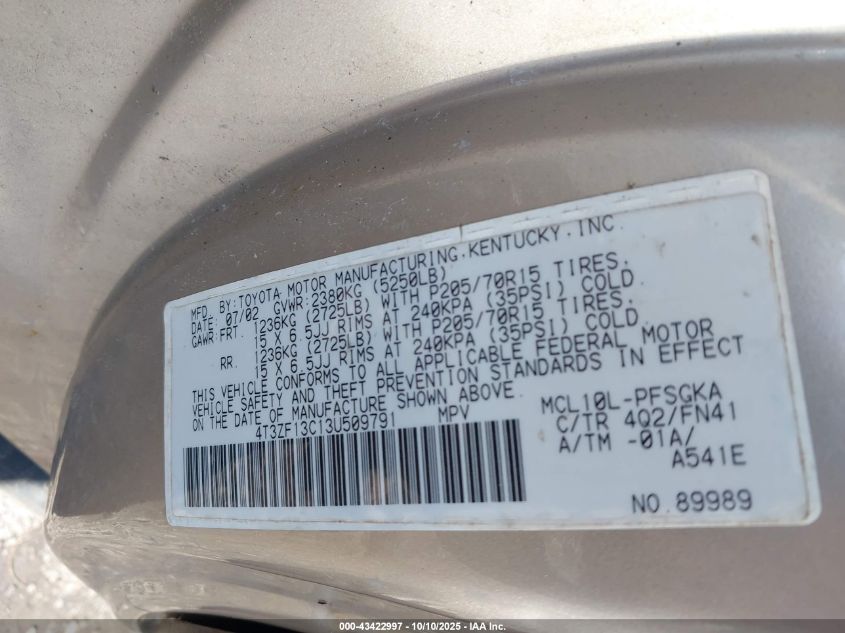 MFD. BY: TOYOTA MOTOR MANUFACTURING, KENTUCKY, INC.
DATE: 07/02 GVWR: 2380KG (5250LB)
GAWR: FRT. 1236KG (2725LB) WITH P205/70R15 TIRES.
15 X 6.5JJ RIMS AT 240KPA (35PSI) COLD
RR. 1236KG (2725LB) WITH P205/70R15 TIRES.
15 X 6.5JJ RIMS AT 240KPA (35PSI) COLD
THIS VEHICLE CONFORMS TO ALL APPLICABLE FEDERAL MOTOR
VEHICLE SAFETY AND THEFT PREVENTION STANDARDS IN EFFECT
ON THE DATE OF MANUFACTURE SHOWN ABOVE.
4T3ZF13C13U509791 MPV
MCL10L-PFSGKA
C/TR 4Q2/FN41
A/TM -01A/
A541E
NO. 89989
000-43422997 - 10/10/2025 - IAA Inc.